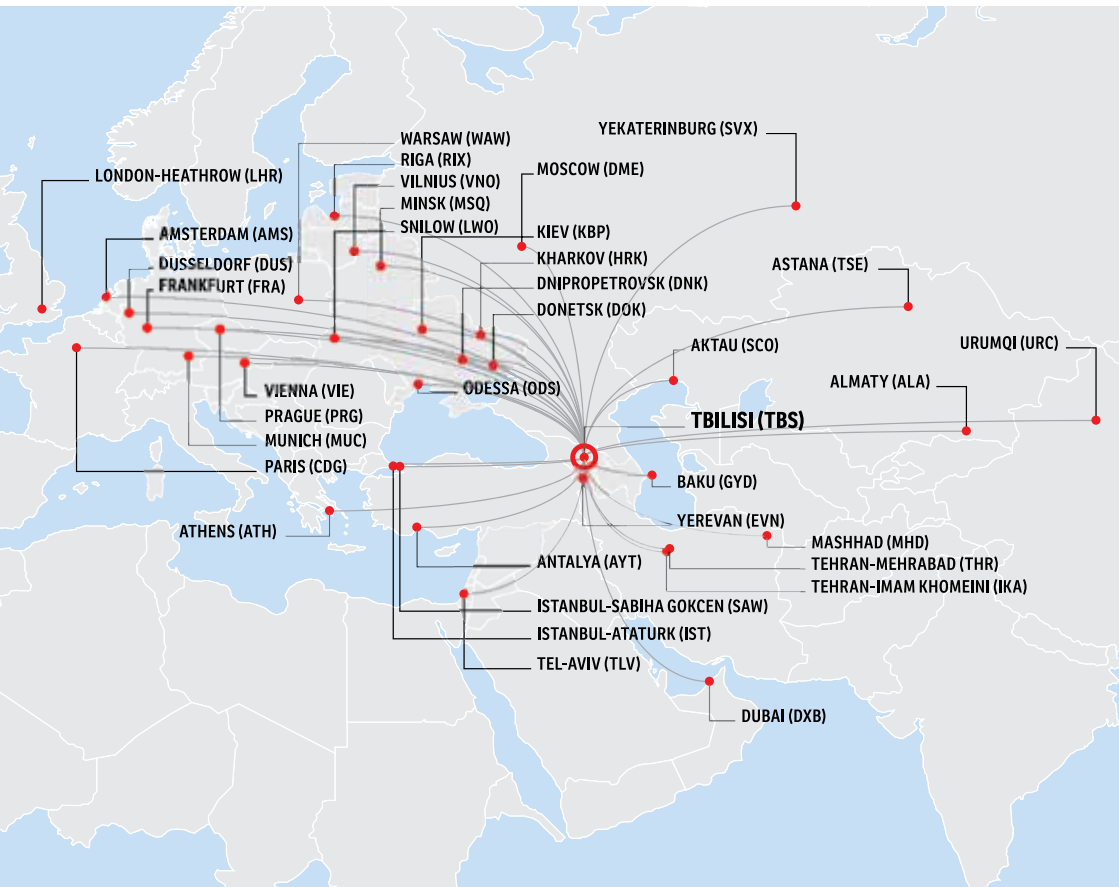 YEKATERINBURG (SVX)
WARSAW (WAW)
RIGA (RIX)
MOSCOW (DME)
LONDON-HEATHROW (LHR)
VILNIUS (VNO)
MINSK (MSQ)
SNILOW (LWO)
AMSTERDAM (AMS)
KIEV (KBP)
KHARKOV (HRK)
DUSSELDORF (DUS)
ASTANA (TSE)
DNIPROPETROVSK (DNK)
FRANKFURT (FRA)
DONETSK (DOK)
AKTAU (SCO)
URUMQI (URC)
ALMATY (ALA)
VIENNA (VIE)
ODESSA (ODS)
PRAGUE (PRG)
TBILISI (TBS)
MUNICH (MUC)
PARIS (CDG)
BAKU (GYD)
YEREVAN (EVN)
ATHENS (ATH)
MASHHAD (MHD)
ANTALYA (AYT)
TEHRAN-MEHRABAD (THR)
TEHRAN-IMAM KHOMEINI (IKA)
ISTANBUL-SABIHA GOKCEN (SAW)
ISTANBUL-ATATURK (IST)
TEL-AVIV (TLV)
DUBAI (DXB)